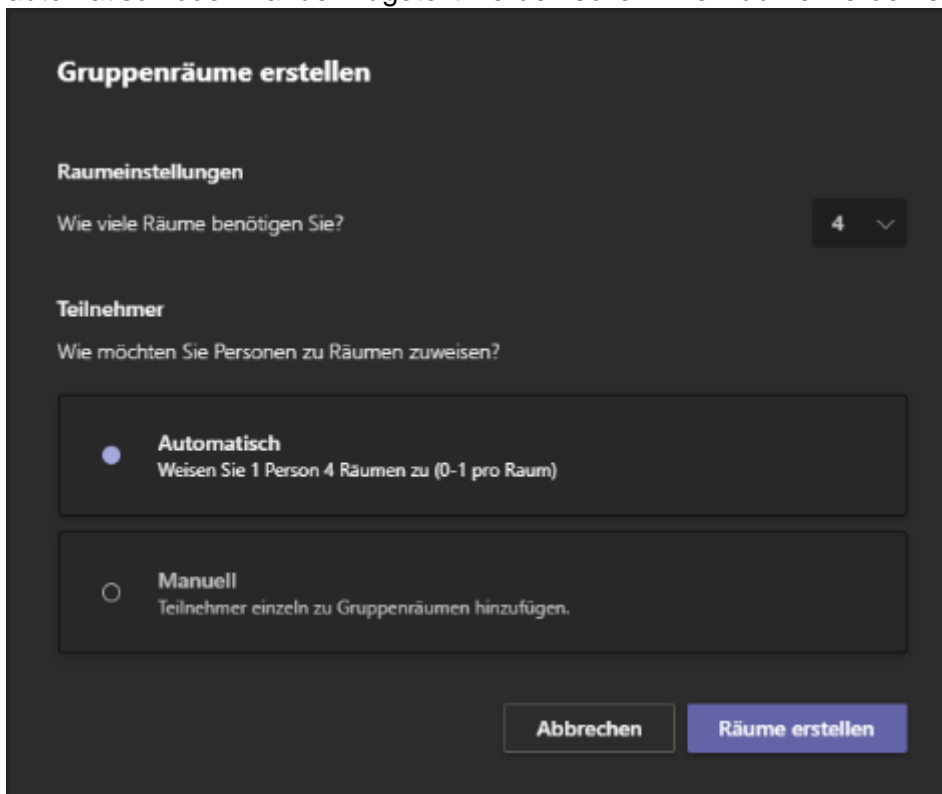 Gruppenräume erstellen
Raumeinstellungen
Wie viele Räume benötigen Sie?
4
Teilnehmer
Wie möchten Sie Personen zu Räumen zuweisen?
Automatisch
Weisen Sie 1 Person 4 Räumen zu (0-1 pro Raum)
Manuell
Teilnehmer einzeln zu Gruppenräumen hinzufügen.
Abbrechen
Räume erstellen